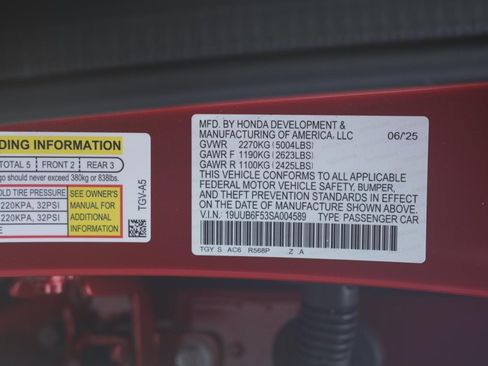 DING INFORMATION
TOTAL 5 FRONT 2 REAR 3
go should never exceed 380kg or 838lbs.
OLD TIRE PRESSURE
220KPA, 32PSI
220KPA, 32PSI
SEE OWNER'S
MANUAL FOR
ADDITIONAL
INFORMATION
TGV-A5
MFD. BY HONDA DEVELOPMENT & 06/'25
MANUFACTURING OF AMERICA, LLC
GVWR 2270KG(5004LBS)
GAWR F 1190KG(2623LBS)
GAWR R 1100KG(2425LBS)
THIS VEHICLE CONFORMS TO ALL APPLICABLE
FEDERAL MOTOR VEHICLE SAFETY, BUMPER,
AND THEFT PREVENTION STANDARDS IN EFFECT
ON THE DATE OF MANUFACTURE SHOWN ABOVE.
V.I.N. 19UUB6F53SA004589 TYPE PASSENGER CAR
TGY S AC6 R568P Z A